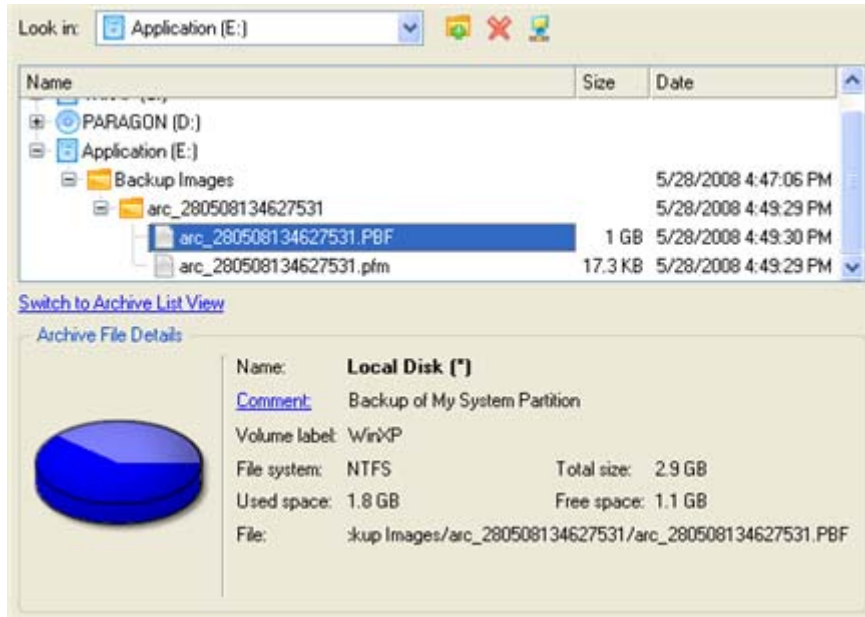 Look in: Application (E:)
Name Size Date
PARAGON (D:)
Application (E:)
Backup Images 5/28/2008 4:47:06 PM
arc_280508134627531 5/28/2008 4:49:29 PM
arc_280508134627531.PBF 1 GB 5/28/2008 4:49:30 PM
arc_280508134627531.pfm 17.3 KB 5/28/2008 4:49:29 PM
Switch to Archive List View
Archive File Details
Name: Local Disk (*)
Comment: Backup of My System Partition
Volume label: WinXP
File system: NTFS Total size: 2.9 GB
Used space: 1.8 GB Free space: 1.1 GB
File: :kup Images/arc_280508134627531/arc_280508134627531.PBF